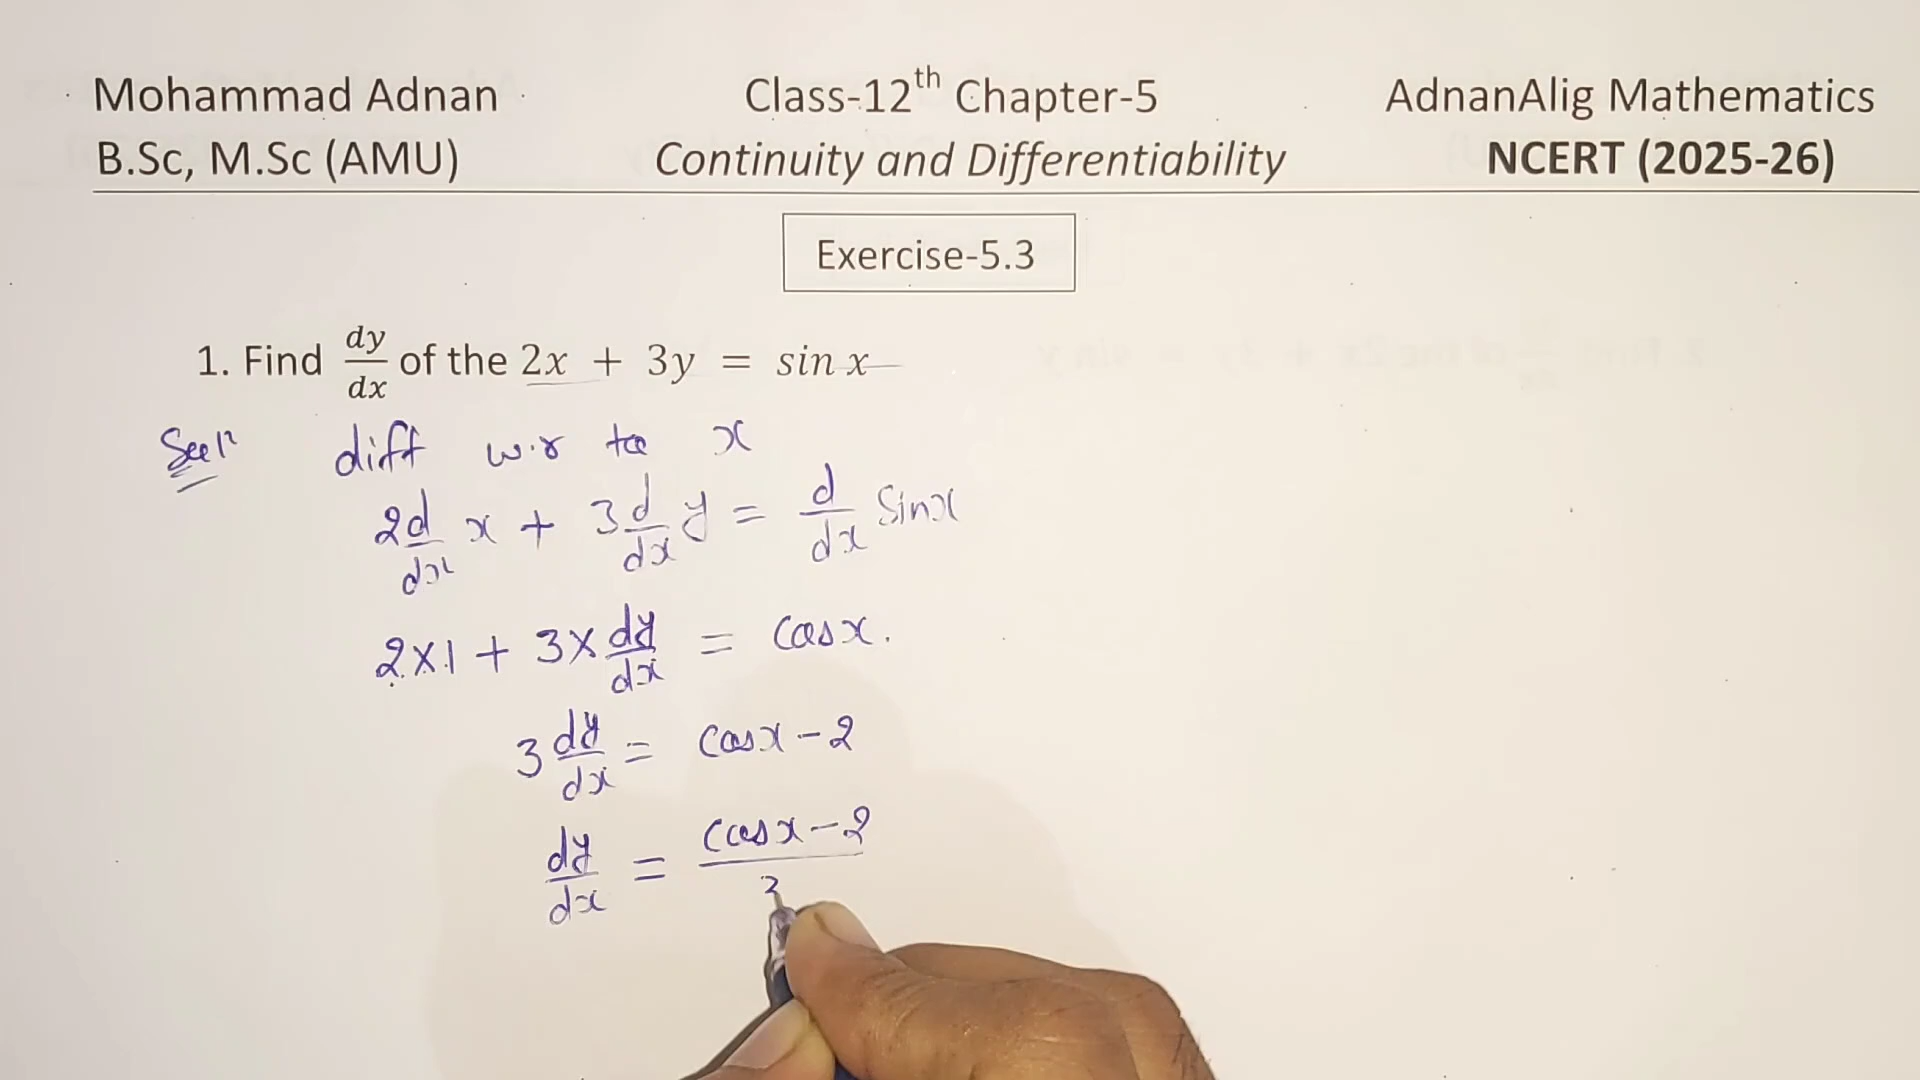 Mohammad Adnan Class-12th Chapter-5 AdnanAlig Mathematics
B.Sc, M.Sc (AMU) Continuity and Differentiability NCERT (2025-26)
Exercise-5.3
1. Find dy/dx of the 2x + 3y = sin x
Solⁿ diff w.r to x
2 d/dx x + 3 d/dx y = d/dx Sinx
2×1 + 3× dy/dx = Cosx.
3 dy/dx = Cosx - 2
dy/dx = Cosx - 2 / 3